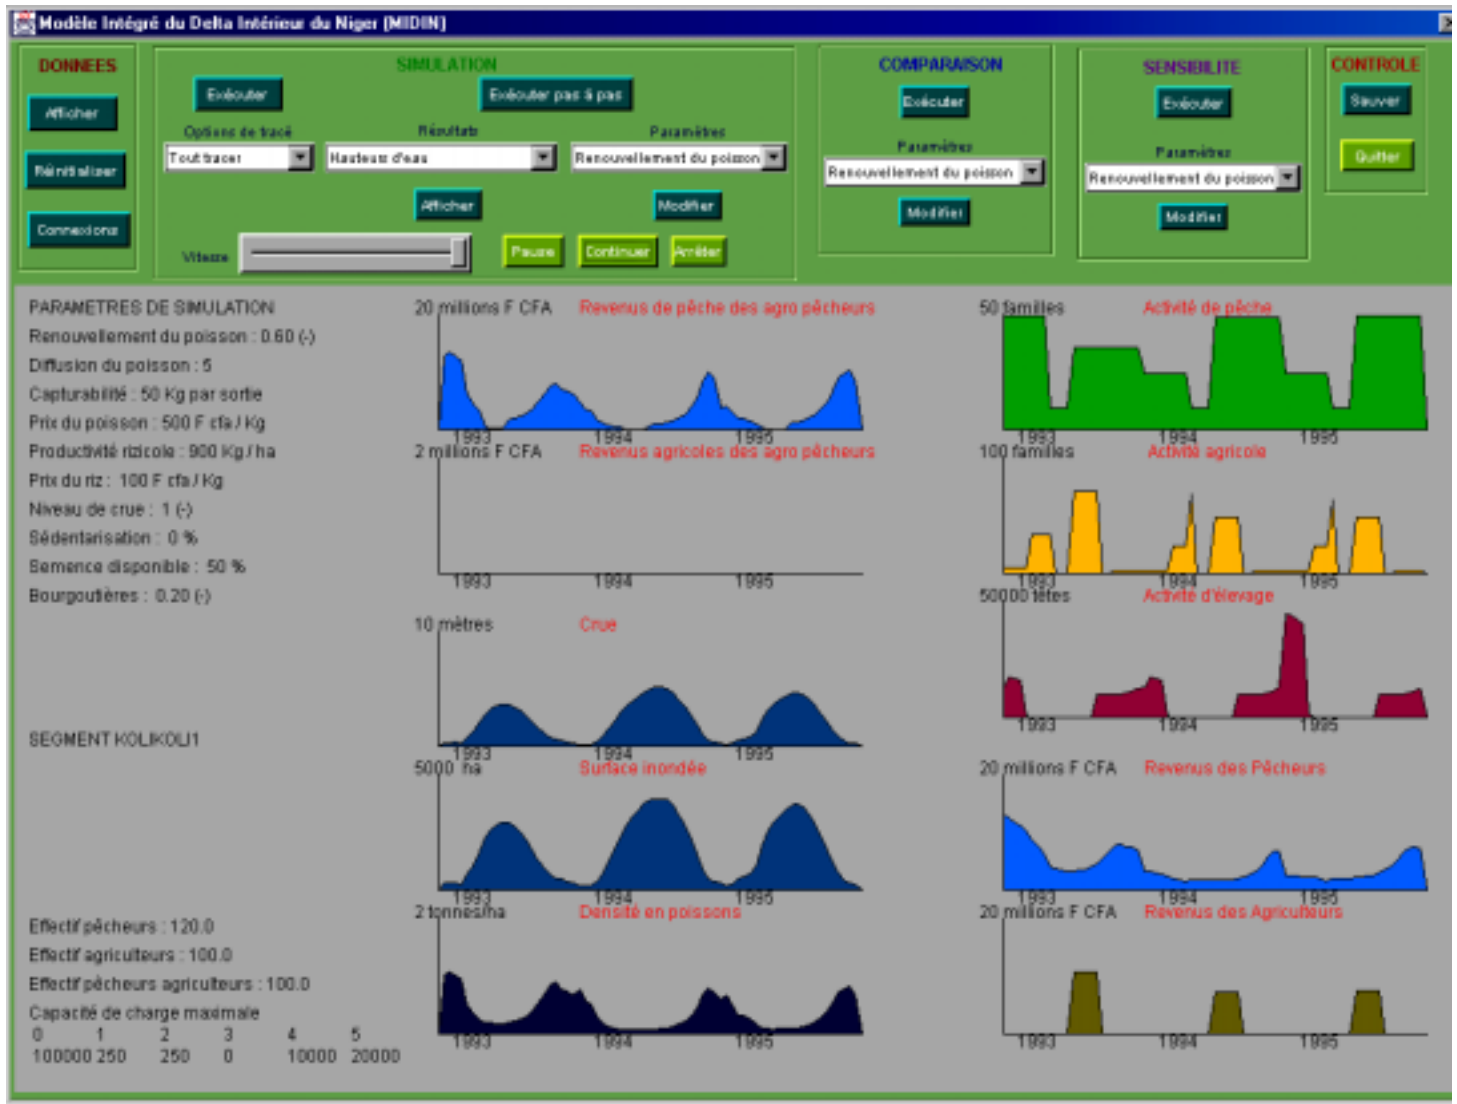 Modèle Intégré du Delta Intérieur du Niger (MIDIN)
DONNEES
Afficher
Réinitialiser
Connexions
SIMULATION
Exécuter
Exécuter pas à pas
Options de tracé
Résultats
Paramètres
Tout tracer
Hauteurs d'eau
Renouvellement du poisson
Afficher
Modifier
Vitesse
Pause
Continuer
Arrêter
COMPARAISON
Exécuter
Paramètres
Renouvellement du poisson
Modifier
SENSIBILITE
Exécuter
Paramètres
Renouvellement du poisson
Modifier
CONTROLE
Sauver
Quitter
PARAMETRES DE SIMULATION
Renouvellement du poisson : 0.60 (-)
Diffusion du poisson : 5
Capturabilité : 50 Kg par sortie
Prix du poisson : 500 F cfa / Kg
Productivité rizicole : 900 Kg / ha
Prix du riz : 100 F cfa / Kg
Niveau de crue : 1 (-)
Sédentarisation : 0 %
Semence disponible : 50 %
Bourgoutières : 0.20 (-)
SEGMENT KOLIKOLI1
Effectif pêcheurs : 120.0
Effectif agriculteurs : 100.0
Effectif pêcheurs agriculteurs : 100.0
Capacité de charge maximale
0 1 2 3 4 5
100000 250 250 0 10000 20000
20 millions F CFA Revenus de pêche des agro pêcheurs
1993 1994 1995
2 millions F CFA Revenus agricoles des agro pêcheurs
1993 1994 1995
10 mètres Crue
1993 1994 1995
5000 ha Surface inondée
1993 1994 1995
2 tonnes/ha Densité en poissons
1993 1994 1995
50 familles Activité de pêche
1993 1994 1995
100 familles Activité agricole
1993 1994 1995
50000 têtes Activité d'élevage
1993 1994 1995
20 millions F CFA Revenus des Pêcheurs
1993 1994 1995
20 millions F CFA Revenus des Agriculteurs
1993 1994 1995